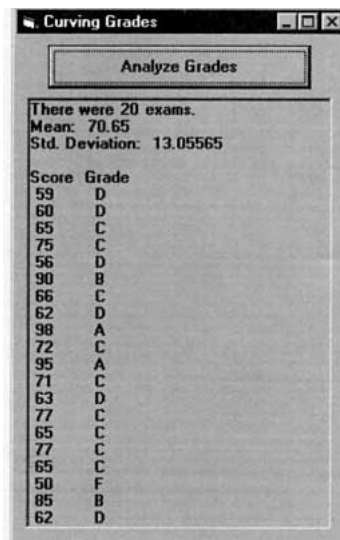 Curving Grades
Analyze Grades
There were 20 exams.
Mean: 70.65
Std. Deviation: 13.05565
Score Grade
59 D
60 D
65 C
75 C
56 D
90 B
66 C
62 D
98 A
72 C
95 A
71 C
63 D
77 C
65 C
77 C
65 C
50 F
85 B
62 D